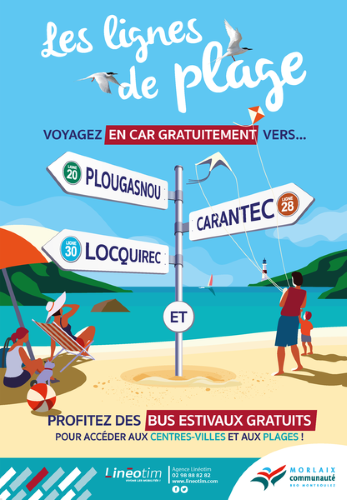 Les lignes
de plage
VOYAGEZ EN CAR GRATUITEMENT VERS...
LIGNE 20 PLOUGASNOU
CARANTEC LIGNE 28
LIGNE 30 LOCQUIREC
ET
PROFITEZ DES BUS ESTIVAUX GRATUITS
POUR ACCÉDER AUX CENTRES-VILLES ET AUX PLAGES !
Linéotim
Agence Linéotim
02 98 88 82 82
www.lineotim.com
MORLAIX
communauté
BRO MONTROULEZ